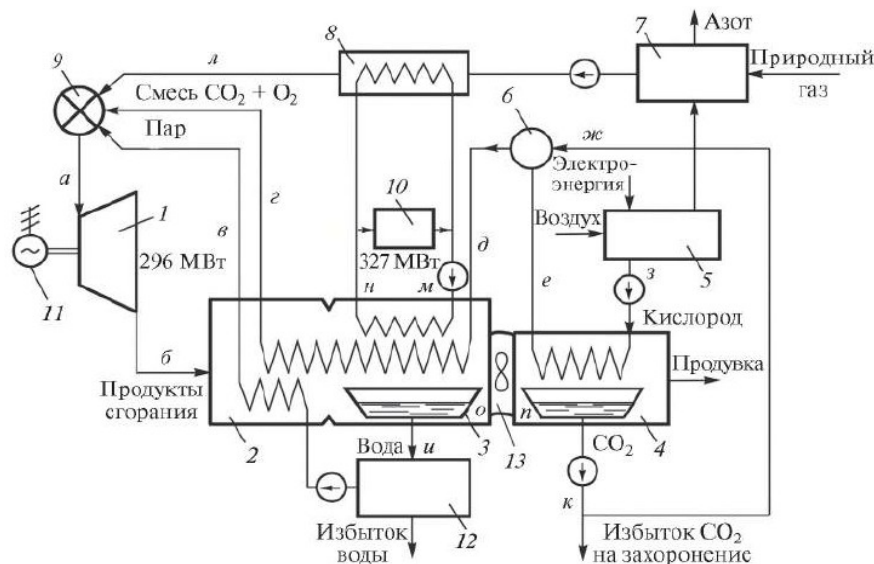 Азот
8
7
Природный
газ
9
л
Смесь CO₂ + O₂
6
Пар
ж
Электро-
энергия
а
1
г
10
Воздух
в
д
5
296 МВт
327 МВт
е
з
11
н
м
Кислород
б
Продувка
Продукты
сгорания
о
п
2
3
13
CO₂
4
Вода
и
к
12
Избыток
воды
Избыток CO₂
на захоронение